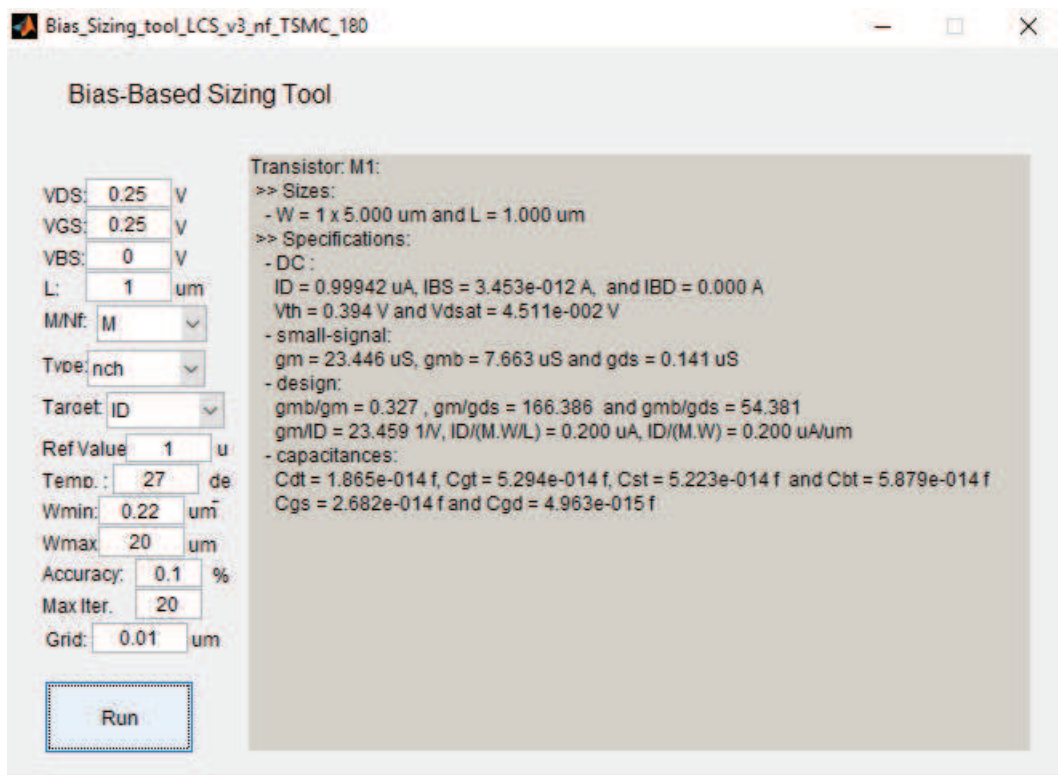 Bias_Sizing_tool_LCS_v3_nf_TSMC_180
Bias-Based Sizing Tool
VDS: 0.25 V
VGS: 0.25 V
VBS: 0 V
L: 1 um
M/Nf: M
Type: nch
Target: ID
Ref Value 1 u
Temp. : 27 de
Wmin: 0.22 um
Wmax 20 um
Accuracy: 0.1 %
Max Iter. 20
Grid: 0.01 um
Run
Transistor: M1:
>> Sizes:
- W = 1 x 5.000 um and L = 1.000 um
>> Specifications:
- DC :
ID = 0.99942 uA, IBS = 3.453e-012 A, and IBD = 0.000 A
Vth = 0.394 V and Vdsat = 4.511e-002 V
- small-signal:
gm = 23.446 uS, gmb = 7.663 uS and gds = 0.141 uS
- design:
gmb/gm = 0.327 , gm/gds = 166.386 and gmb/gds = 54.381
gm/ID = 23.459 1/V, ID/(M.W/L) = 0.200 uA, ID/(M.W) = 0.200 uA/um
- capacitances:
Cdt = 1.865e-014 f, Cgt = 5.294e-014 f, Cst = 5.223e-014 f and Cbt = 5.879e-014 f
Cgs = 2.682e-014 f and Cgd = 4.963e-015 f